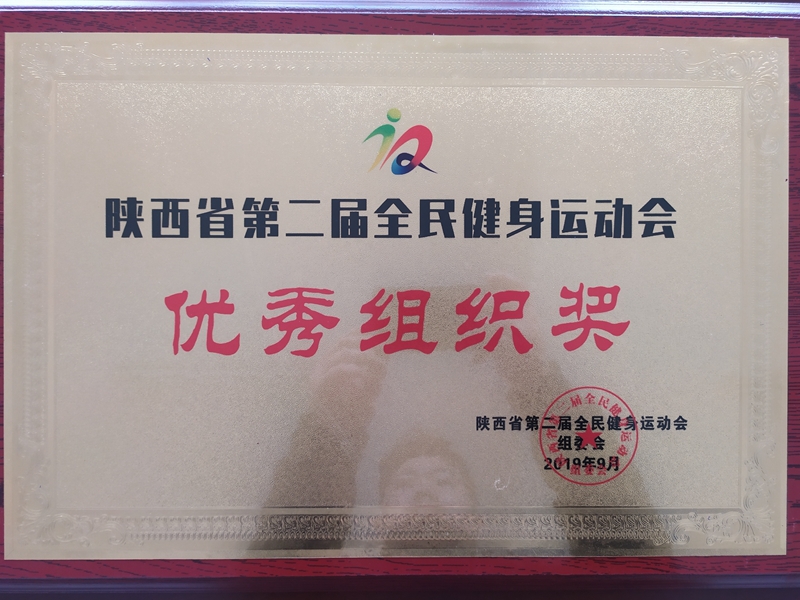 陕西省第二届全民健身运动会
优秀组织奖
陕西省第二届全民健身运动会
组委会
2019年9月